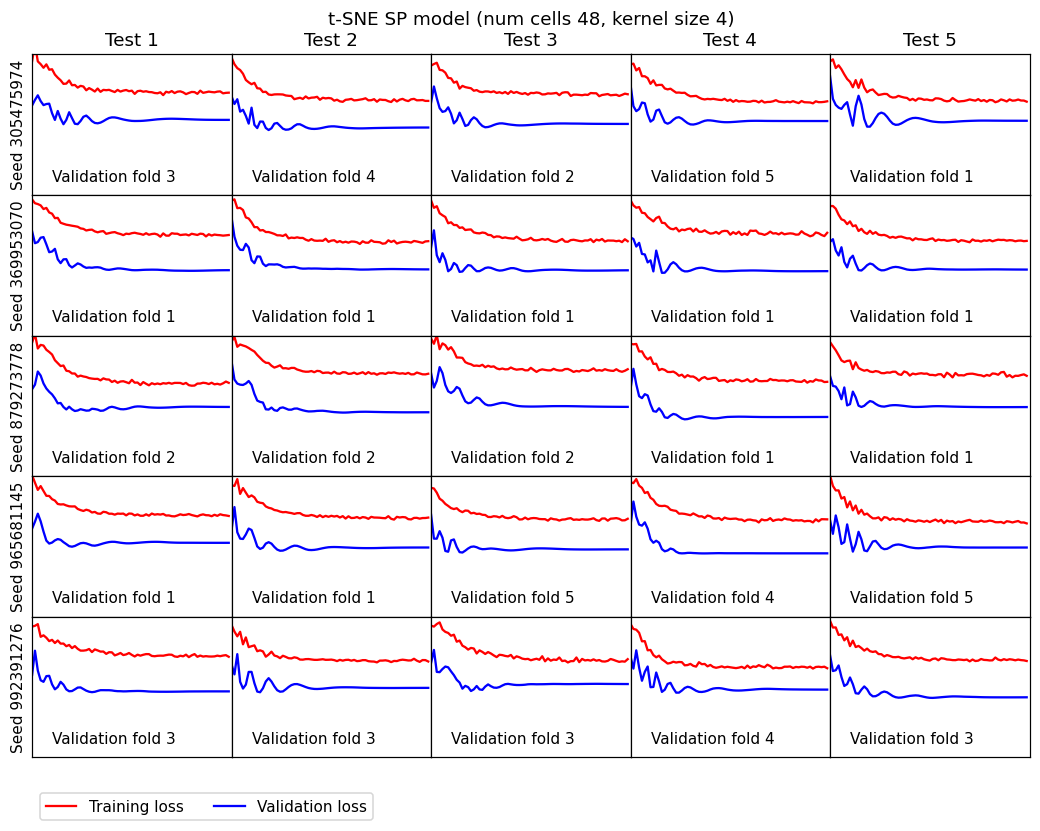 t-SNE SP model (num cells 48, kernel size 4)
Test 1 Test 2 Test 3 Test 4 Test 5
Seed 3054475974
Validation fold 3 Validation fold 4 Validation fold 2 Validation fold 5 Validation fold 1
Seed 3699953070
Validation fold 1 Validation fold 1 Validation fold 1 Validation fold 1 Validation fold 1
Seed 879273778
Validation fold 2 Validation fold 2 Validation fold 2 Validation fold 1 Validation fold 1
Seed 965681145
Validation fold 1 Validation fold 1 Validation fold 5 Validation fold 4 Validation fold 5
Seed 992391276
Validation fold 3 Validation fold 3 Validation fold 3 Validation fold 4 Validation fold 3
Training loss Validation loss